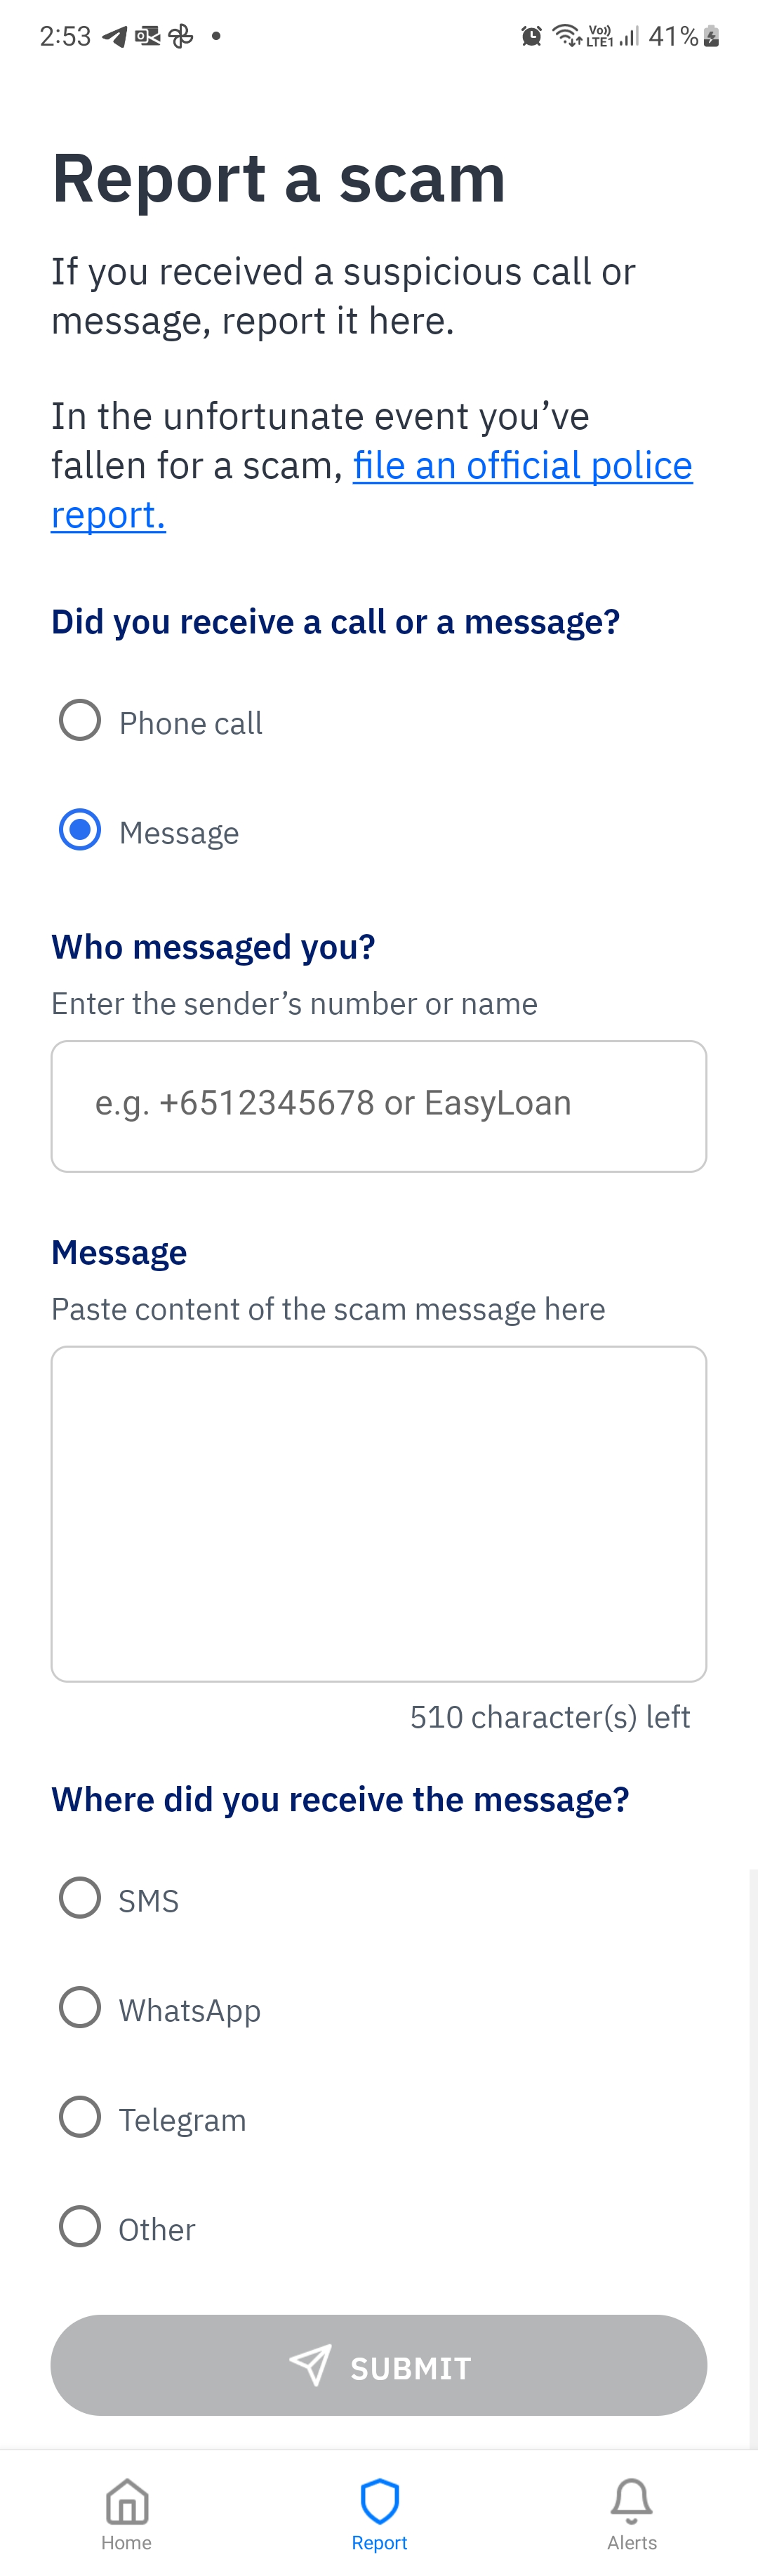 2:53
Vo))
LTE1
41%
Report a scam
If you received a suspicious call or
message, report it here.
In the unfortunate event you’ve
fallen for a scam, file an official police
report.
Did you receive a call or a message?
Phone call
Message
Who messaged you?
Enter the sender’s number or name
e.g. +6512345678 or EasyLoan
Message
Paste content of the scam message here
510 character(s) left
Where did you receive the message?
SMS
WhatsApp
Telegram
Other
SUBMIT
Home
Report
Alerts